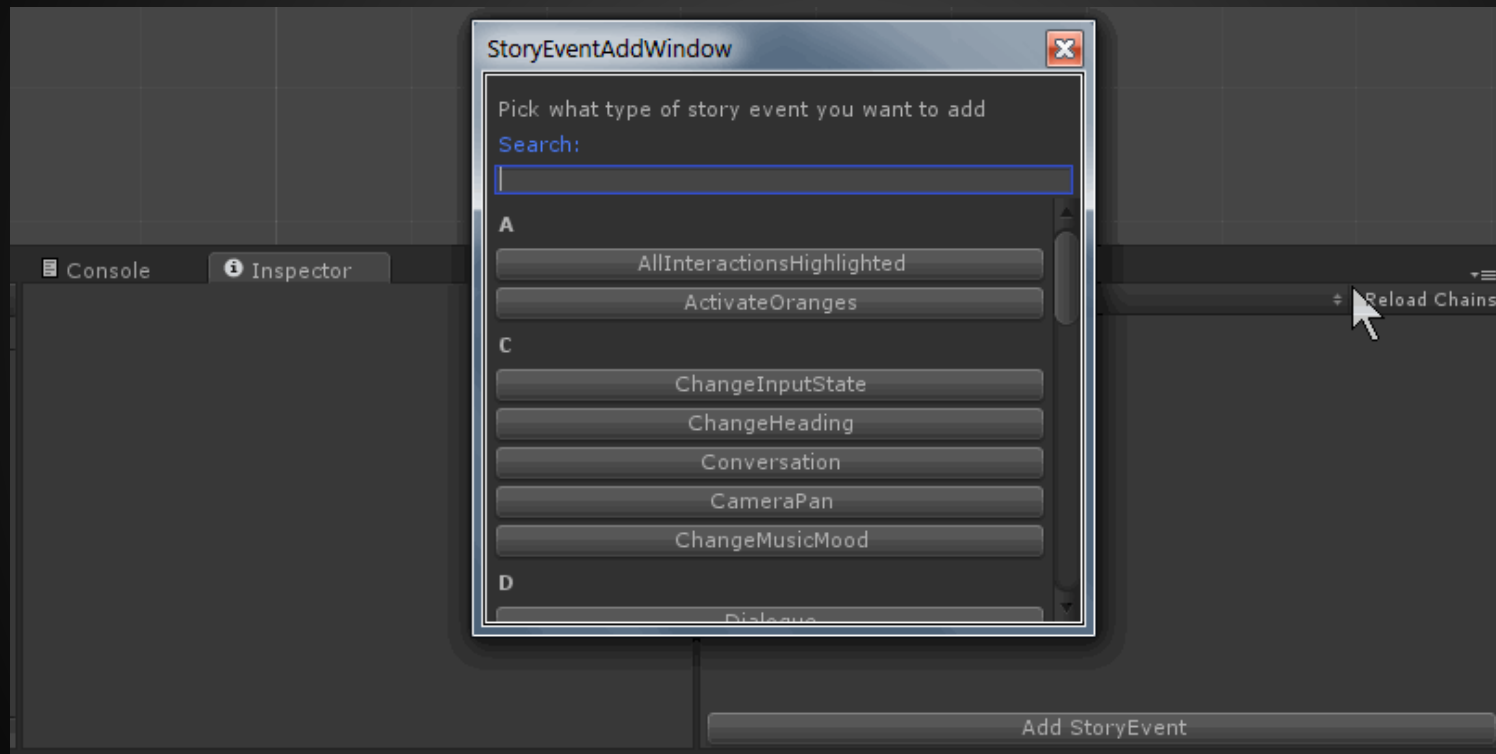 StoryEventAddWindow
Pick what type of story event you want to add
Search:
A
AllInteractionsHighlighted
ActivateOranges
C
ChangeInputState
ChangeHeading
Conversation
CameraPan
ChangeMusicMood
D
Dialogue
Console
Inspector
Reload Chains
Add StoryEvent